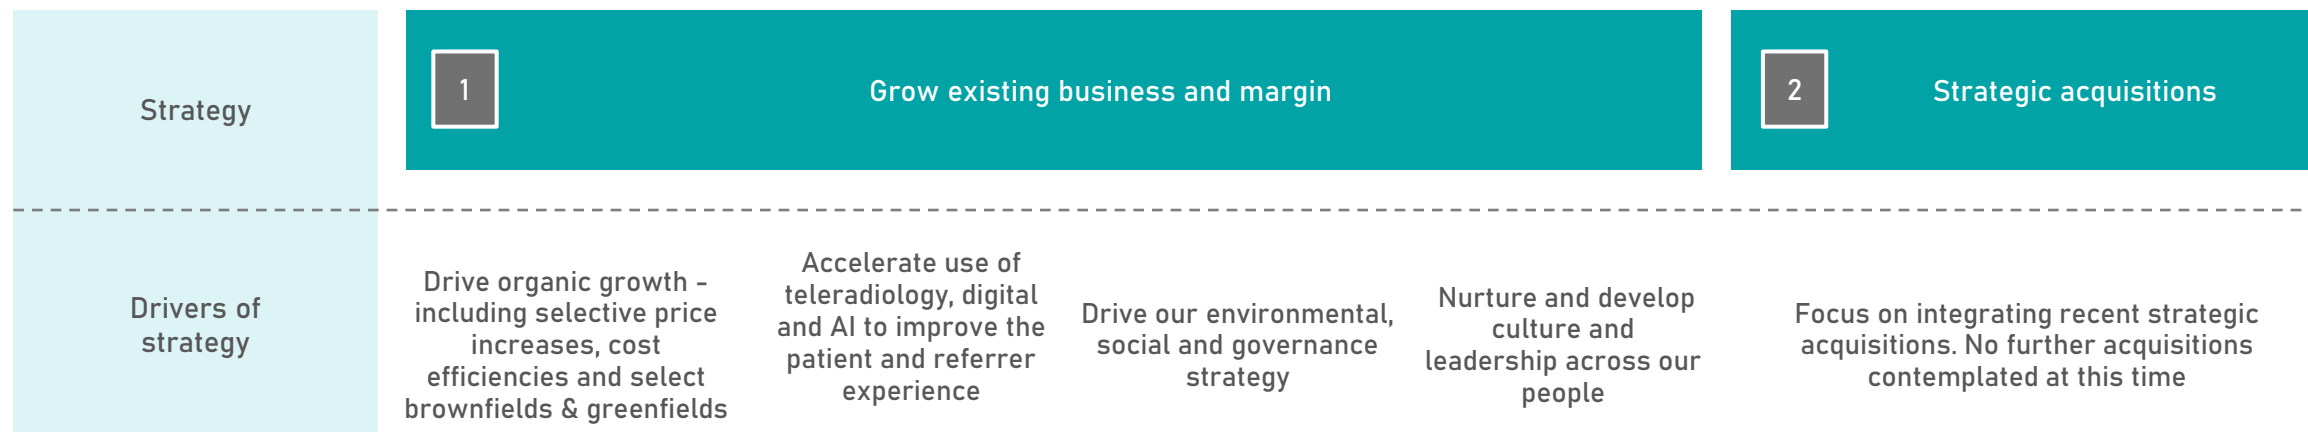 Strategy
1
Grow existing business and margin
2
Strategic acquisitions
Drivers of
strategy
Drive organic growth -
including selective price
increases, cost
efficiencies and select
brownfields & greenfields
Accelerate use of
teleradiology, digital
and AI to improve the
patient and referrer
experience
Drive our environmental,
social and governance
strategy
Nurture and develop
culture and
leadership across our
people
Focus on integrating recent strategic
acquisitions. No further acquisitions
contemplated at this time